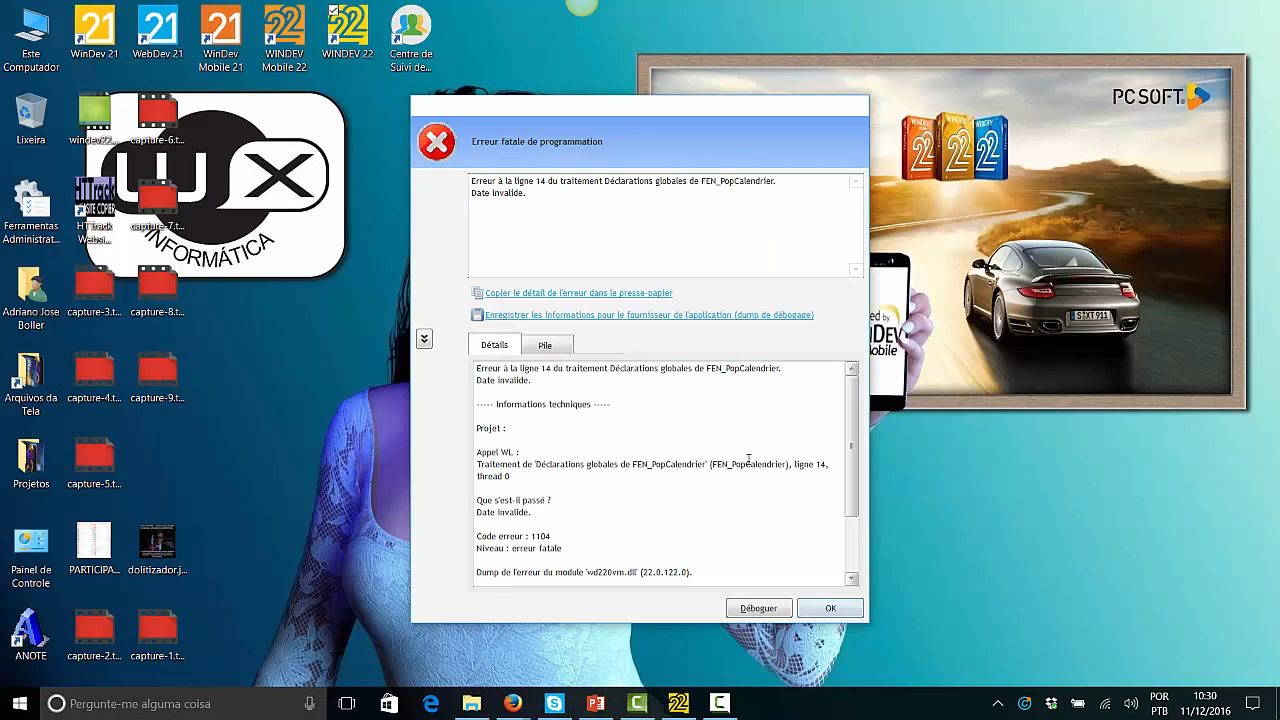 Este
Computador
WinDev 21
WebDev 21
WinDev
Mobile 21
WINDEV
Mobile 22
WINDEV 22
Centre de
Suivi de...
Lixeira
windev22...
capture-6.t...
Ferramentas
Administrat...
HTTrack
Websi...
capture-7.t...
Adriano Jose
Boller
capture-3.t...
capture-8.t...
Arquivos da
Tela
capture-4.t...
capture-9.t...
Projetos
capture-5.t...
Painel de
Controle
PARTICIPA...
dolitizador.j...
ANOTE
capture-2.t...
capture-1.t...
WX
INFORMÁTICA
PC SOFT
S·XT 911
Erreur fatale de programmation
Erreur à la ligne 14 du traitement Déclarations globales de FEN_PopCalendrier.
Date invalide.
Copier le détail de l'erreur dans le presse-papier
Enregistrer les informations pour le fournisseur de l'application (dump de débogage)
Détails
Pile
Erreur à la ligne 14 du traitement Déclarations globales de FEN_PopCalendrier.
Date invalide.
----- Informations techniques -----
Projet :
Appel WL :
Traitement de 'Déclarations globales de FEN_PopCalendrier' (FEN_PopCalendrier), ligne 14,
thread 0
Que s'est-il passé ?
Date invalide.
Code erreur : 1104
Niveau : erreur fatale
Dump de l'erreur du module 'wd220vm.dll' (22.0.122.0).
Déboguer
OK
Pergunte-me alguma coisa
POR
PTB
10:30
11/12/2016